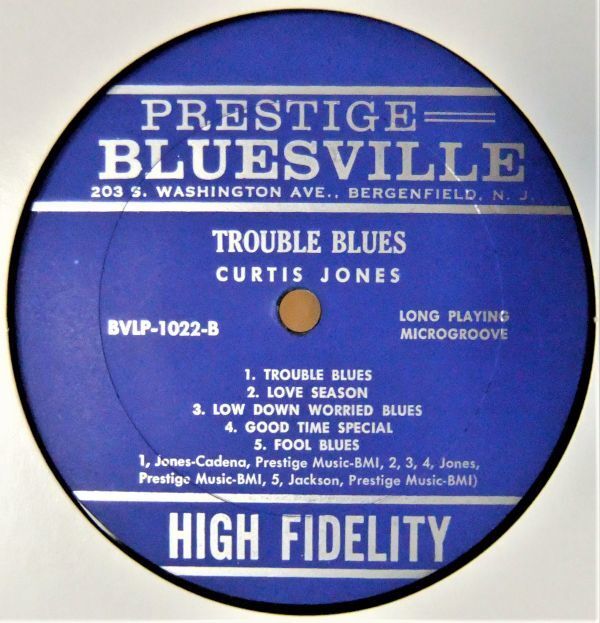 PRESTIGE
BLUESVILLE
203 S. WASHINGTON AVE., BERGENFIELD, N. J.
TROUBLE BLUES
CURTIS JONES
BVLP-1022-B
LONG PLAYING
MICROGROOVE
1. TROUBLE BLUES
2. LOVE SEASON
3. LOW DOWN WORRIED BLUES
4. GOOD TIME SPECIAL
5. FOOL BLUES
1, Jones-Cadena, Prestige Music-BMI, 2, 3, 4, Jones,
Prestige Music-BMI, 5, Jackson, Prestige Music-BMI)
HIGH FIDELITY